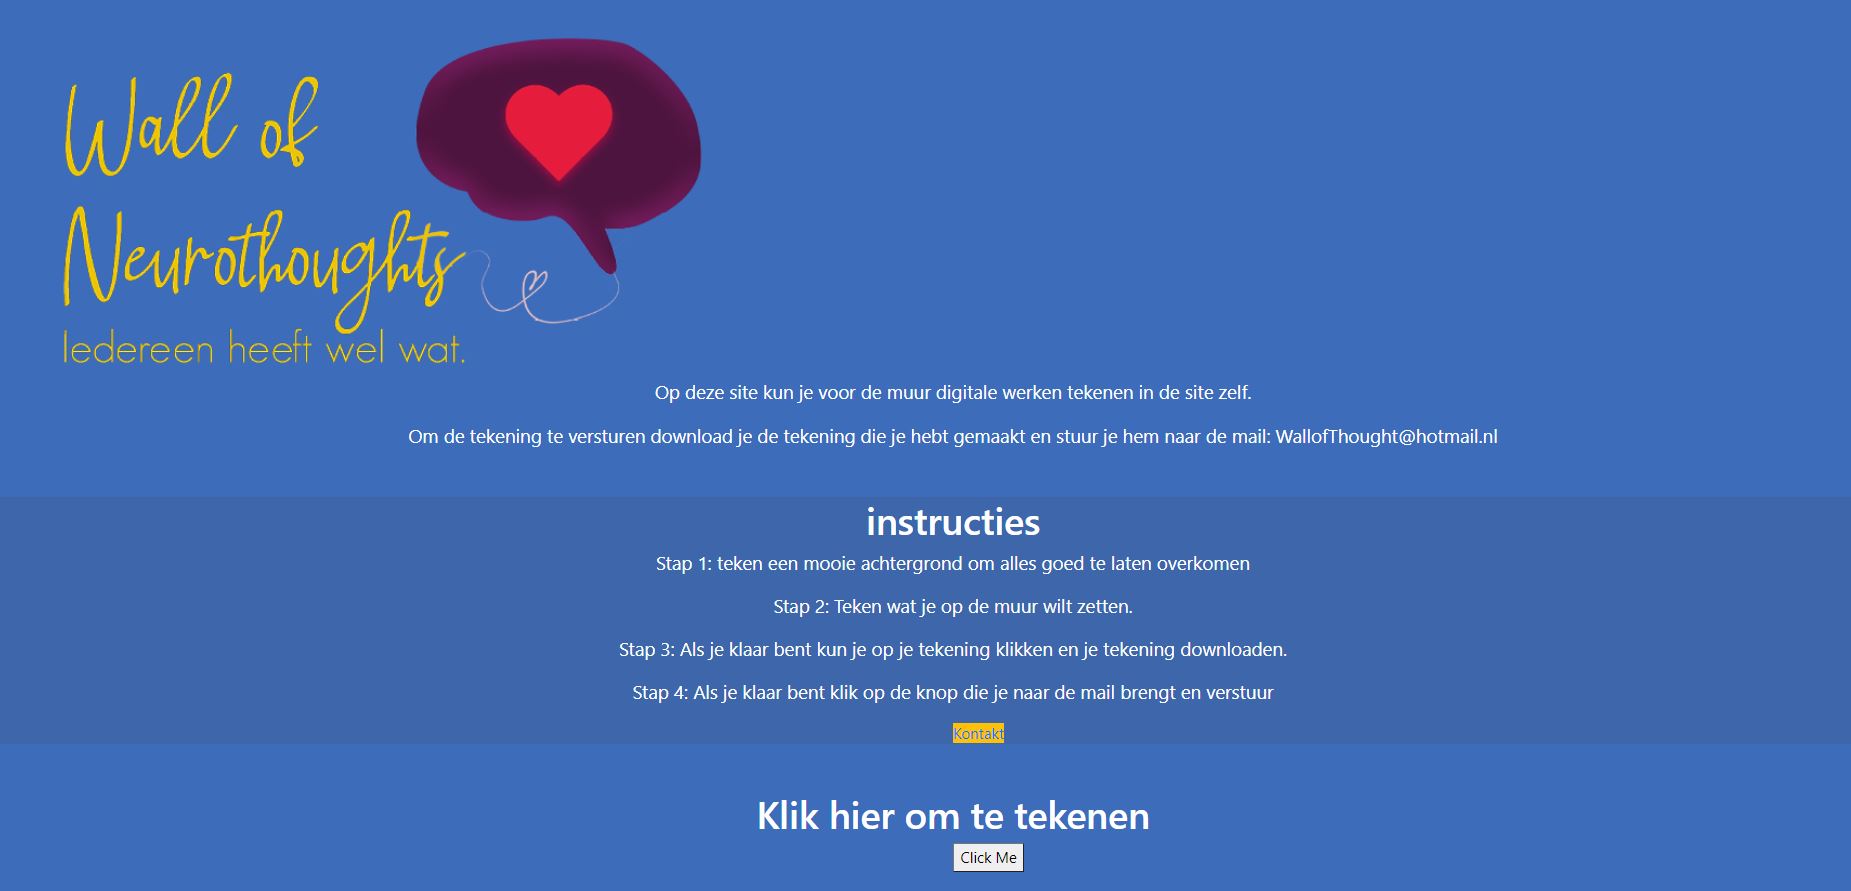 Wall of
Neurothoughts
Iedereen heeft wel wat.
Op deze site kun je voor de muur digitale werken tekenen in de site zelf.
Om de tekening te versturen download je de tekening die je hebt gemaakt en stuur je hem naar de mail: WallofThought@hotmail.nl
instructies
Stap 1: teken een mooie achtergrond om alles goed te laten overkomen
Stap 2: Teken wat je op de muur wilt zetten.
Stap 3: Als je klaar bent kun je op je tekening klikken en je tekening downloaden.
Stap 4: Als je klaar bent klik op de knop die je naar de mail brengt en verstuur
Kontakt
Klik hier om te tekenen
Click Me